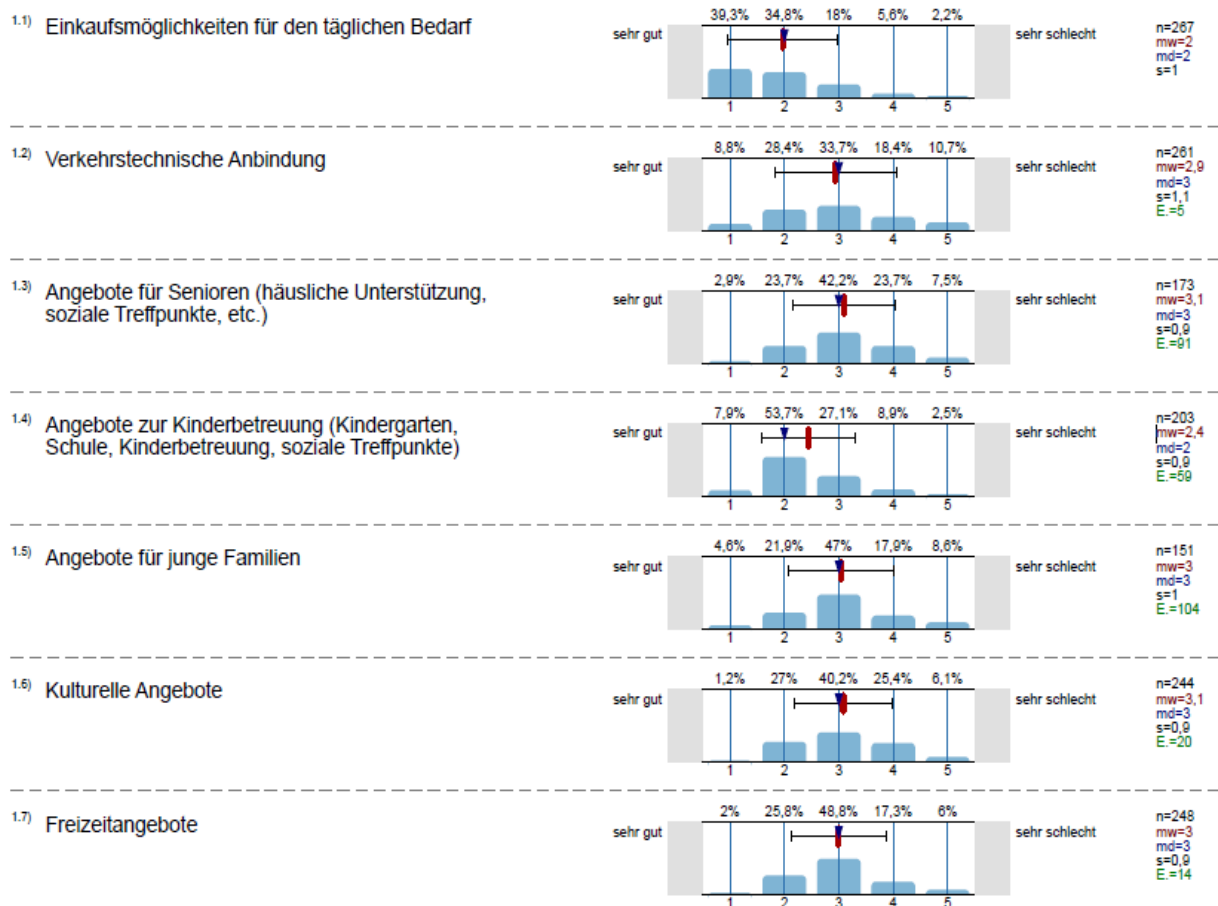 1.1) Einkaufsmöglichkeiten für den täglichen Bedarf
39,3% 34,8% 18% 5,6% 2,2%
sehr gut sehr schlecht
1 2 3 4 5
n=267
mw=2
md=2
s=1
1.2) Verkehrstechnische Anbindung
8,8% 28,4% 33,7% 18,4% 10,7%
sehr gut sehr schlecht
1 2 3 4 5
n=261
mw=2,9
md=3
s=1,1
E.=5
1.3) Angebote für Senioren (häusliche Unterstützung,
soziale Treffpunkte, etc.)
2,9% 23,7% 42,2% 23,7% 7,5%
sehr gut sehr schlecht
1 2 3 4 5
n=173
mw=3,1
md=3
s=0,9
E.=91
1.4) Angebote zur Kinderbetreuung (Kindergarten,
Schule, Kinderbetreuung, soziale Treffpunkte)
7,9% 53,7% 27,1% 8,9% 2,5%
sehr gut sehr schlecht
1 2 3 4 5
n=203
mw=2,4
md=2
s=0,9
E.=59
1.5) Angebote für junge Familien
4,6% 21,9% 47% 17,9% 8,6%
sehr gut sehr schlecht
1 2 3 4 5
n=151
mw=3
md=3
s=1
E.=104
1.6) Kulturelle Angebote
1,2% 27% 40,2% 25,4% 6,1%
sehr gut sehr schlecht
1 2 3 4 5
n=244
mw=3,1
md=3
s=0,9
E.=20
1.7) Freizeitangebote
2% 25,8% 48,8% 17,3% 6%
sehr gut sehr schlecht
1 2 3 4 5
n=248
mw=3
md=3
s=0,9
E.=14